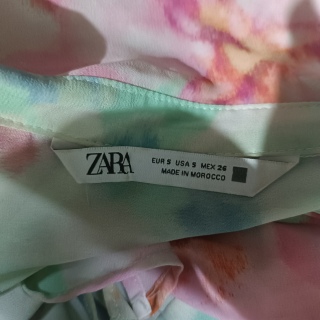 ZARA
EUR S USA S MEX 26
MADE IN MOROCCO